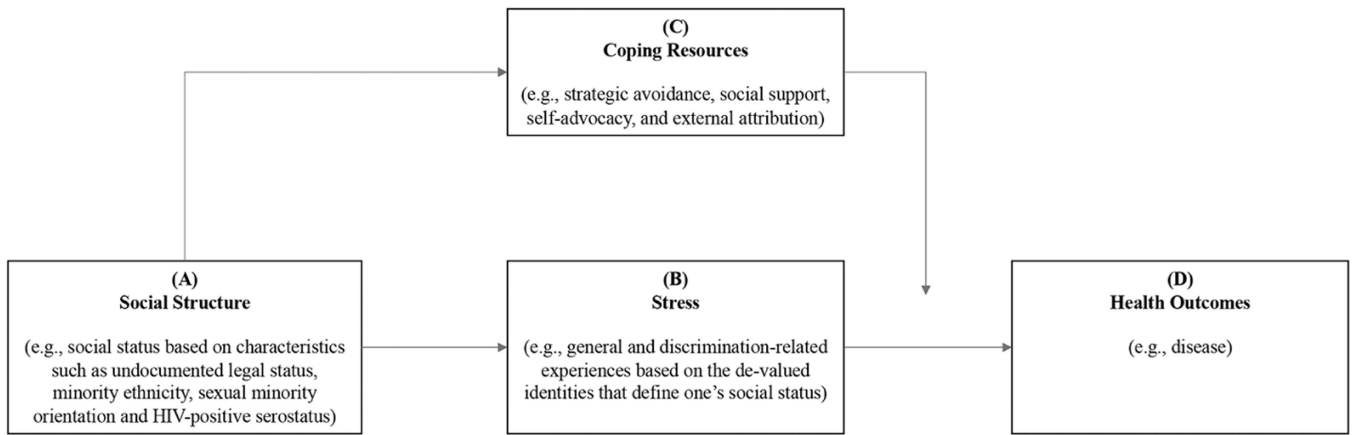 (C)
Coping Resources
(e.g., strategic avoidance, social support,
self-advocacy, and external attribution)
(A)
Social Structure
(e.g., social status based on characteristics
such as undocumented legal status,
minority ethnicity, sexual minority
orientation and HIV-positive serostatus)
(B)
Stress
(e.g., general and discrimination-related
experiences based on the de-valued
identities that define one’s social status)
(D)
Health Outcomes
(e.g., disease)